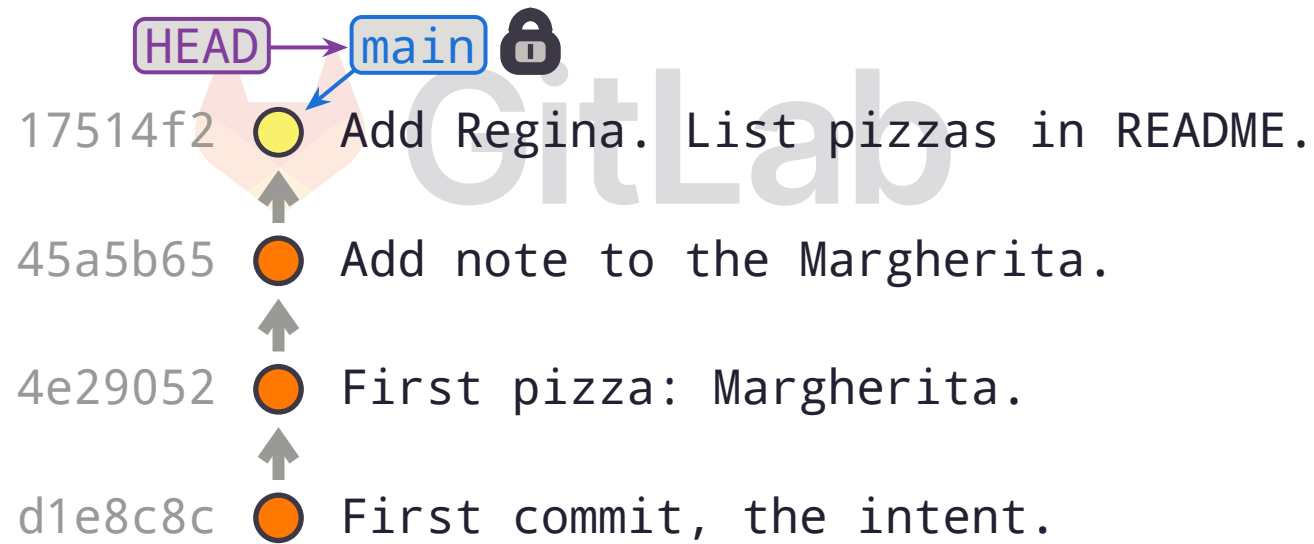 HEAD main
GitLab
17514f2 Add Regina. List pizzas in README.
45a5b65 Add note to the Margherita.
4e29052 First pizza: Margherita.
d1e8c8c First commit, the intent.